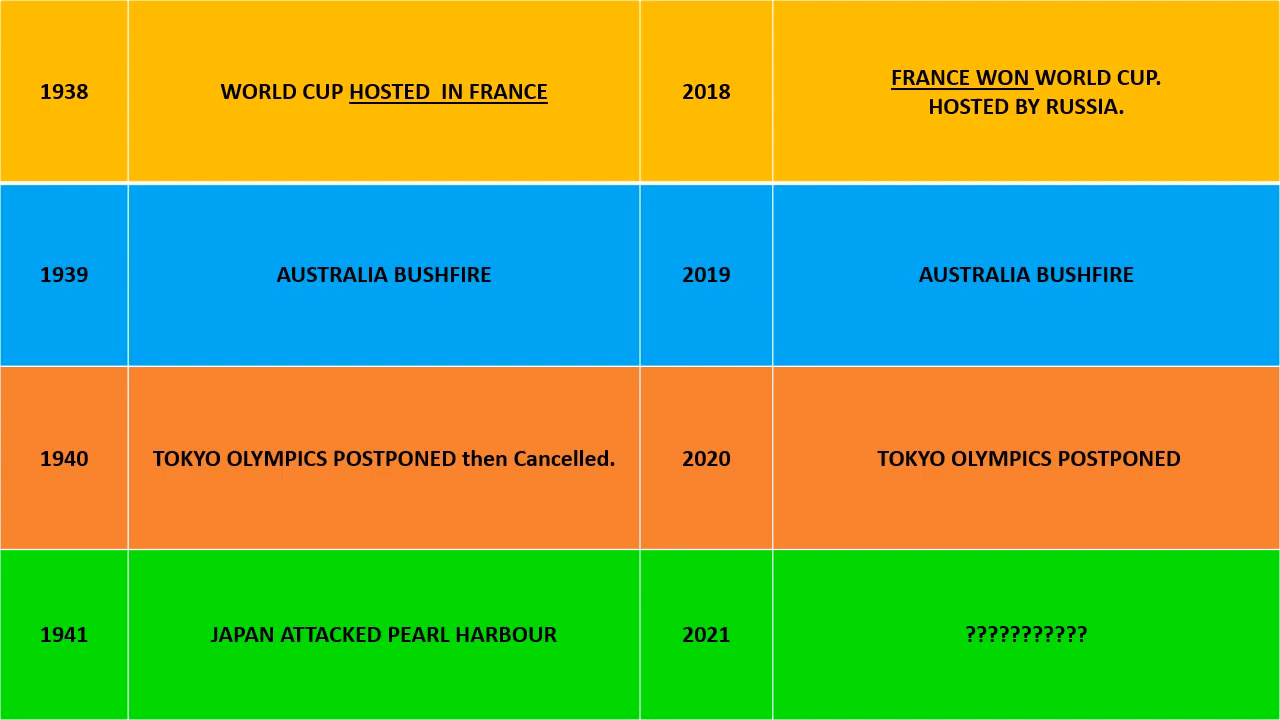 1938
WORLD CUP HOSTED  IN FRANCE
2018
FRANCE WON WORLD CUP.
HOSTED BY RUSSIA.
1939
AUSTRALIA BUSHFIRE
2019
AUSTRALIA BUSHFIRE
1940
TOKYO OLYMPICS POSTPONED then Cancelled.
2020
TOKYO OLYMPICS POSTPONED
1941
JAPAN ATTACKED PEARL HARBOUR
2021
???????????